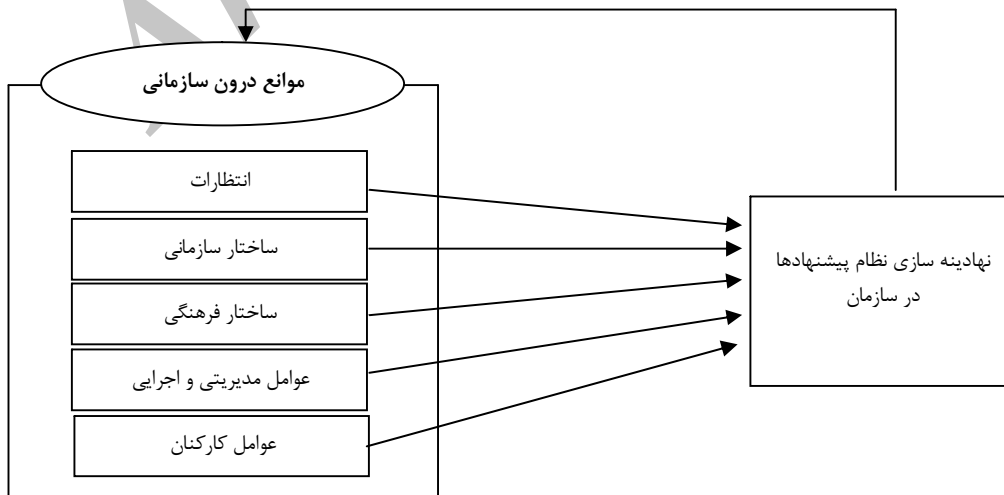 موانع درون سازمانی
انتظارات
ساختار سازمانی
ساختار فرهنگی
عوامل مدیریتی و اجرایی
عوامل کارکنان
نهادینه سازی نظام پیشنهادها
در سازمان